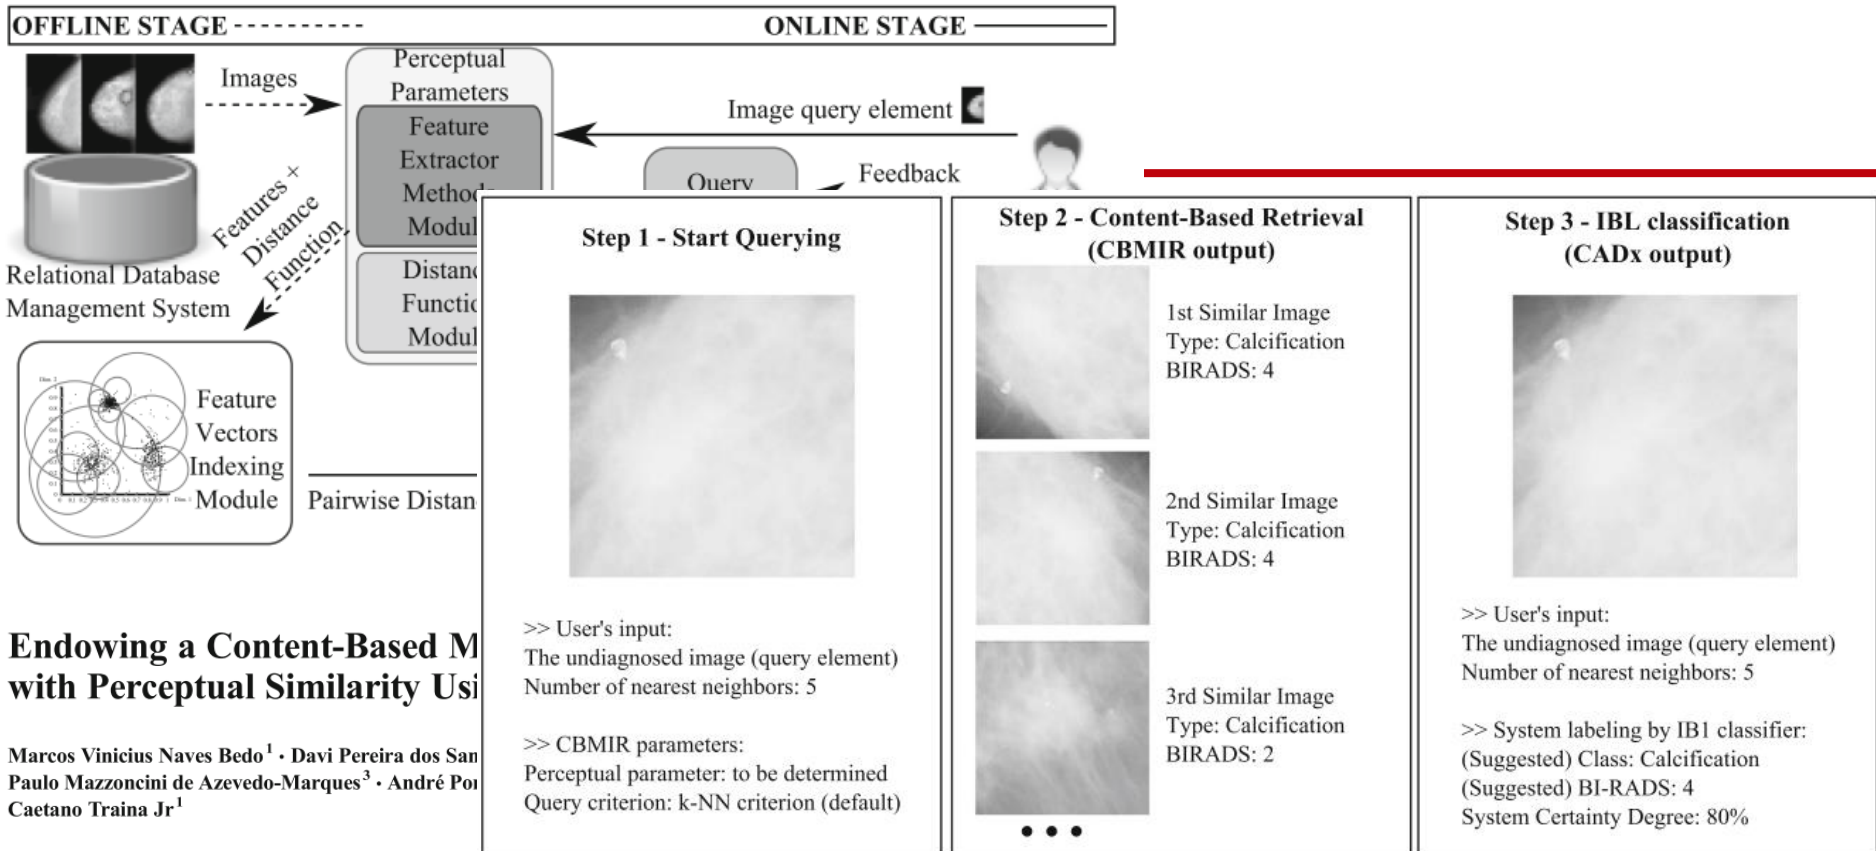 OFFLINE STAGE
ONLINE STAGE
Images
Perceptual
Parameters
Feature
Extractor
Methods
Modul
Distanc
Functio
Modul
Image query element
Query
Feedback
Relational Database
Management System
Features +
Distance
Function
Feature
Vectors
Indexing
Module
Pairwise Distan
Endowing a Content-Based M
with Perceptual Similarity Usi
Marcos Vinicius Naves Bedo 1 · Davi Pereira dos San
Paulo Mazzoncini de Azevedo-Marques 3 · André Pon
Caetano Traina Jr 1
Step 1 - Start Querying
>> User's input:
The undiagnosed image (query element)
Number of nearest neighbors: 5
>> CBMIR parameters:
Perceptual parameter: to be determined
Query criterion: k-NN criterion (default)
Step 2 - Content-Based Retrieval
(CBMIR output)
1st Similar Image
Type: Calcification
BIRADS: 4
2nd Similar Image
Type: Calcification
BIRADS: 4
3rd Similar Image
Type: Calcification
BIRADS: 2
• • •
Step 3 - IBL classification
(CADx output)
>> User's input:
The undiagnosed image (query element)
Number of nearest neighbors: 5
>> System labeling by IB1 classifier:
(Suggested) Class: Calcification
(Suggested) BI-RADS: 4
System Certainty Degree: 80%